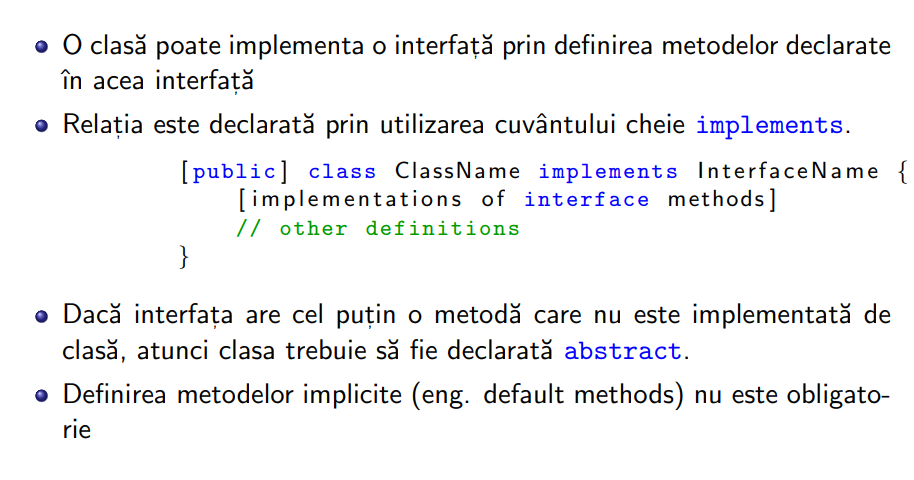 O clasă poate implementa o interfață prin definirea metodelor declarate
în acea interfață
Relația este declarată prin utilizarea cuvântului cheie implements.
[public] class ClassName implements InterfaceName {
[implementations of interface methods]
// other definitions
}
Dacă interfața are cel puțin o metodă care nu este implementată de
clasă, atunci clasa trebuie să fie declarată abstract.
Definirea metodelor implicite (eng. default methods) nu este obligato-
rie